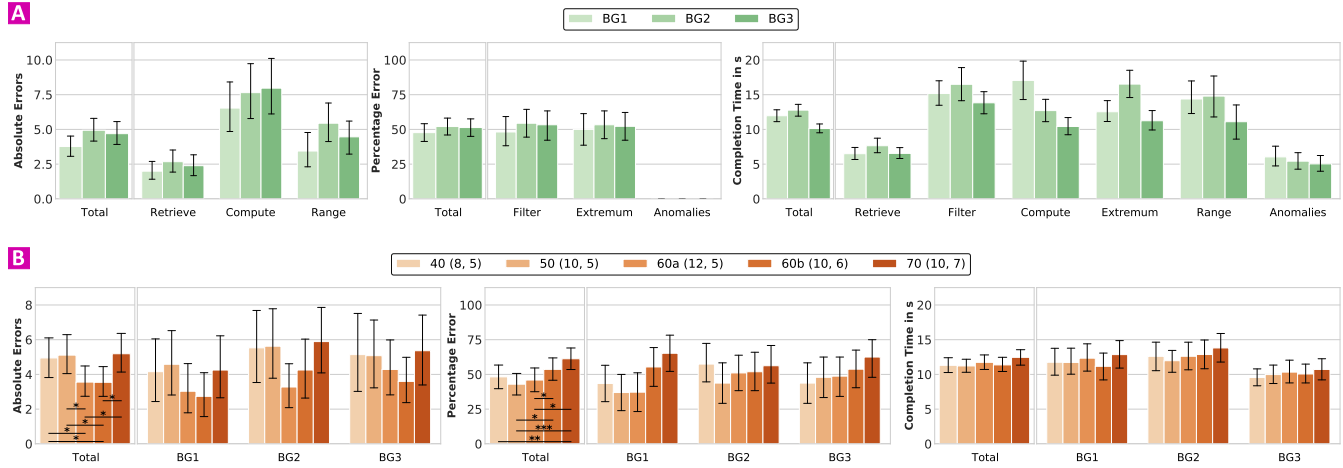 A
BG1 BG2 BG3
Absolute Errors
10.0
7.5
5.0
2.5
0.0
Total Retrieve Compute Range
Percentage Error
100
75
50
25
0
Total Filter Extremum Anomalies
Completion Time in s
20
15
10
5
0
Total Retrieve Filter Compute Extremum Range Anomalies
B
40 (8, 5) 50 (10, 5) 60a (12, 5) 60b (10, 6) 70 (10, 7)
Absolute Errors
8
6
4
2
0
*
*
*
*
*
*
Total BG1 BG2 BG3
Percentage Error
100
75
50
25
0
*
*
*
***
**
Total BG1 BG2 BG3
Completion Time in s
20
15
10
5
0
Total BG1 BG2 BG3